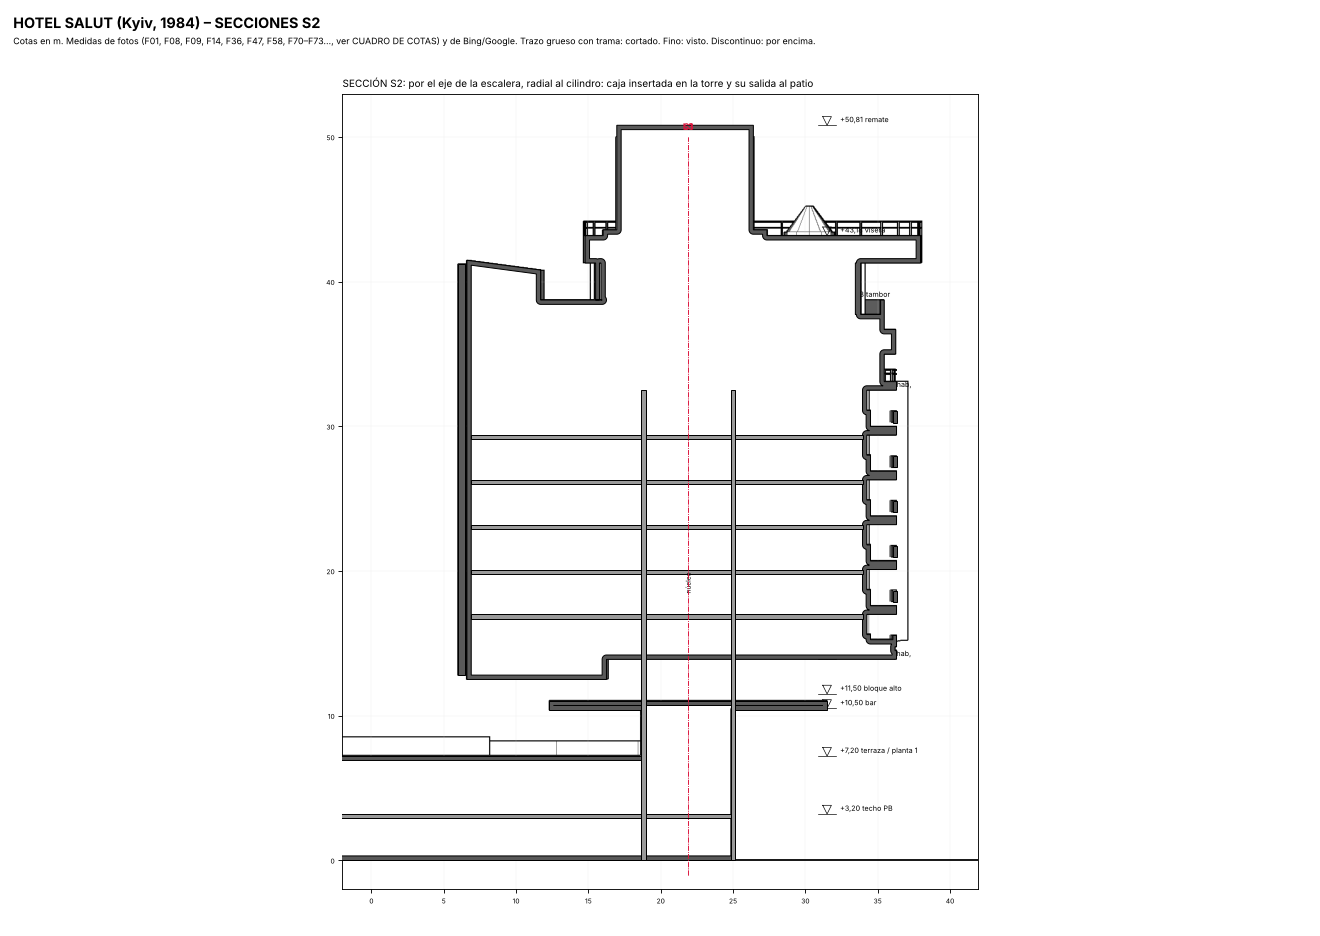 HOTEL SALUT (Kyiv, 1984) – SECCIONES S2
Cotas en m. Medidas de fotos (F01, F08, F09, F14, F36, F47, F58, F70–F73…, ver CUADRO DE COTAS) y de Bing/Google. Trazo grueso con trama: cortado. Fino: visto. Discontinuo: por encima.
SECCIÓN S2: por el eje de la escalera, radial al cilindro: caja insertada en la torre y su salida al patio
+50,81 remate
50
visera
40
tambor
hab,
30
20
núcleo
hab,
+11,50 bloque alto
+10,50 bar
10
+7,20 terraza / planta 1
+3,20 techo PB
0
0 5 10 15 20 25 30 35 40